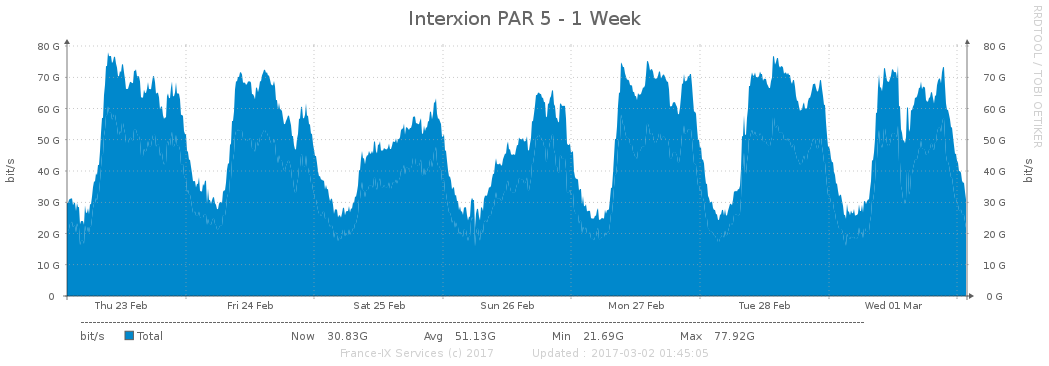 Interxion PAR 5 - 1 Week
RRDTOOL / TOBI OETIKER
80 G 80 G
70 G 70 G
60 G 60 G
50 G 50 G
40 G 40 G
30 G 30 G
20 G 20 G
10 G 10 G
0 0 G
bit/s
bit/s
Thu 23 Feb Fri 24 Feb Sat 25 Feb Sun 26 Feb Mon 27 Feb Tue 28 Feb Wed 01 Mar
bit/s Total Now 30.83G Avg 51.13G Min 21.69G Max 77.92G
France-IX Services (c) 2017 Updated : 2017-03-02 01:45:05